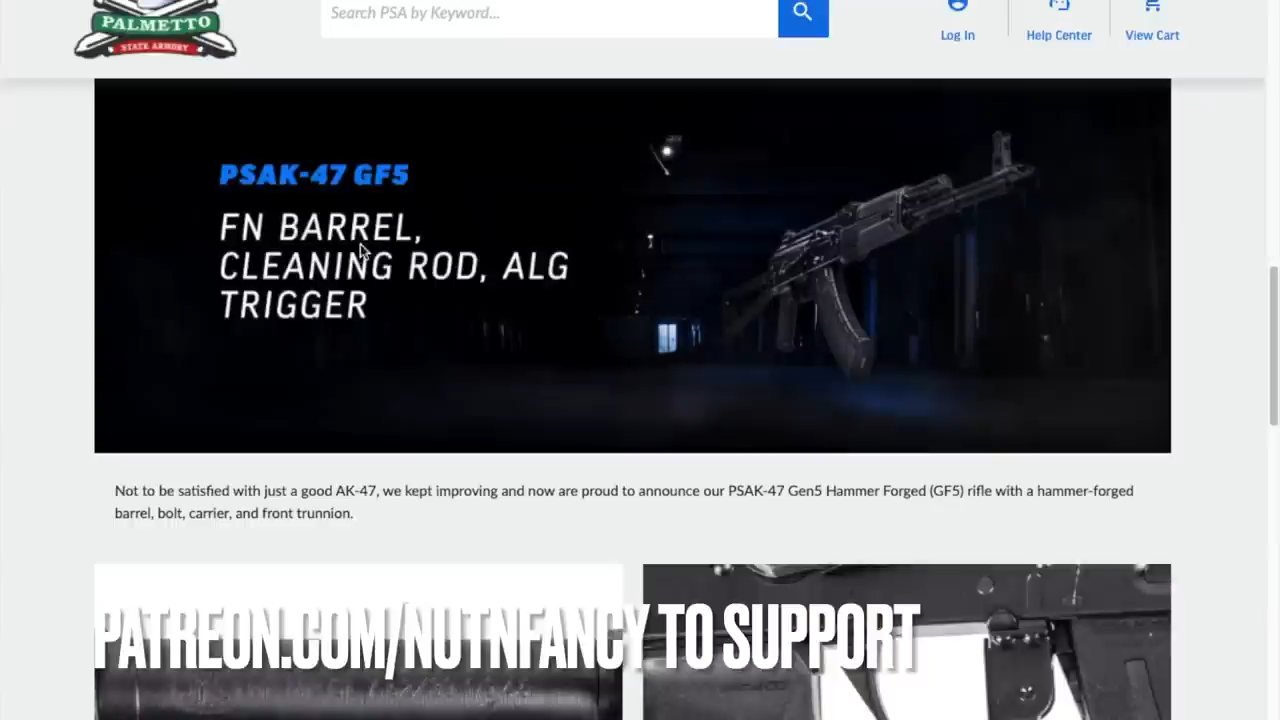 PALMETTO
STATE ARMORY
Search PSA by Keyword...
Log In
Help Center
View Cart
PSAK-47 GF5
FN BARREL,
CLEANING ROD, ALG
TRIGGER
Not to be satisfied with just a good AK-47, we kept improving and now are proud to announce our PSAK-47 Gen5 Hammer Forged (GF5) rifle with a hammer-forged
barrel, bolt, carrier, and front trunnion.
PATREON.COM/NUTNFANCY TO SUPPORT